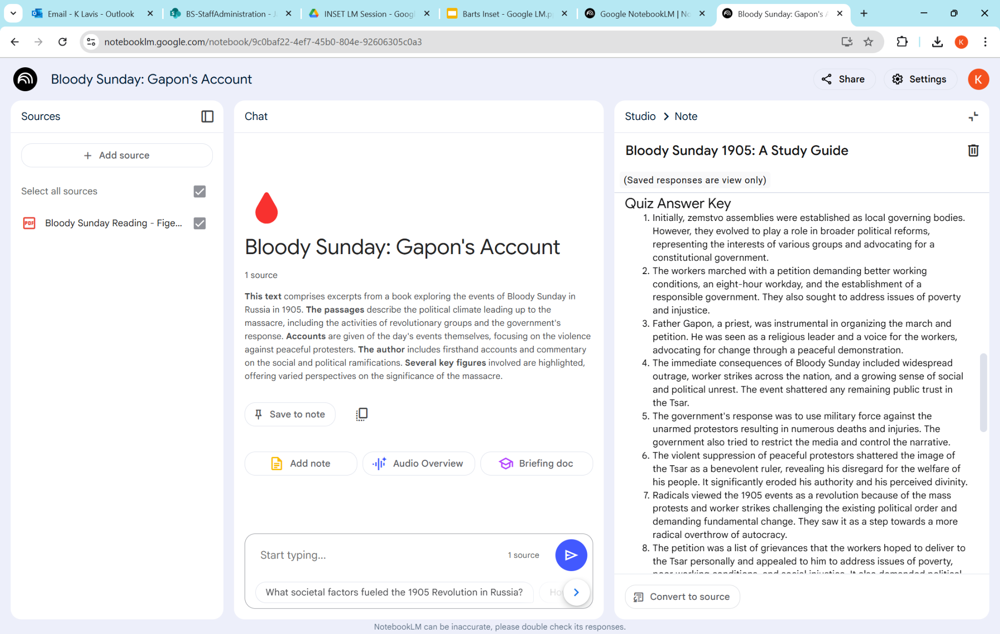 Email - K Lavis - Outlook
BS-StaffAdministration -
INSET LM Session - Goog
Barts Inset - Google LM.p
Google NotebookLM | No
Bloody Sunday: Gapon's A
notebooklm.google.com/notebook/9c0baf22-4ef7-45b0-804e-92606305c0a3
K
Bloody Sunday: Gapon's Account
Share
Settings
K
Sources
Add source
Select all sources
PDF
Bloody Sunday Reading - Fige...
Chat
Bloody Sunday: Gapon's Account
1 source
This text comprises excerpts from a book exploring the events of Bloody Sunday in
Russia in 1905. The passages describe the political climate leading up to the
massacre, including the activities of revolutionary groups and the government's
response. Accounts are given of the day's events themselves, focusing on the violence
against peaceful protesters. The author includes firsthand accounts and commentary
on the social and political ramifications. Several key figures involved are highlighted,
offering varied perspectives on the significance of the massacre.
Save to note
Add note
Audio Overview
Briefing doc
Start typing...
1 source
What societal factors fueled the 1905 Revolution in Russia?
Studio > Note
Bloody Sunday 1905: A Study Guide
(Saved responses are view only)
Quiz Answer Key
1. Initially, zemstvo assemblies were established as local governing bodies.
However, they evolved to play a role in broader political reforms,
representing the interests of various groups and advocating for a
constitutional government.
2. The workers marched with a petition demanding better working
conditions, an eight-hour workday, and the establishment of a
responsible government. They also sought to address issues of poverty
and injustice.
3. Father Gapon, a priest, was instrumental in organizing the march and
petition. He was seen as a religious leader and a voice for the workers,
advocating for change through a peaceful demonstration.
4. The immediate consequences of Bloody Sunday included widespread
outrage, worker strikes across the nation, and a growing sense of social
and political unrest. The event shattered any remaining public trust in
the Tsar.
5. The government's response was to use military force against the
unarmed protestors resulting in numerous deaths and injuries. The
government also tried to restrict the media and control the narrative.
6. The violent suppression of peaceful protestors shattered the image of
the Tsar as a benevolent ruler, revealing his disregard for the welfare of
his people. It significantly eroded his authority and his perceived divinity.
7. Radicals viewed the 1905 events as a revolution because of the mass
protests and worker strikes challenging the existing political order and
demanding fundamental change. They saw it as a step towards a more
radical overthrow of autocracy.
8. The petition was a list of grievances that the workers hoped to deliver to
the Tsar personally and appealed to him to address issues of poverty,
poor working conditions, and social injustice. It also demanded political
Convert to source
NotebookLM can be inaccurate, please double check its responses.